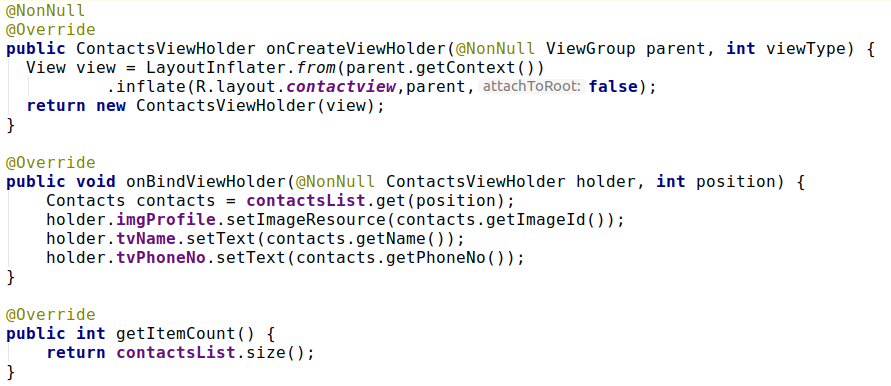 @NonNull
@Override
public ContactsViewHolder onCreateViewHolder(@NonNull ViewGroup parent, int viewType) {
  View view = LayoutInflater.from(parent.getContext())
          .inflate(R.layout.contactview,parent, attachToRoot: false);
  return new ContactsViewHolder(view);
}

@Override
public void onBindViewHolder(@NonNull ContactsViewHolder holder, int position) {
    Contacts contacts = contactsList.get(position);
    holder.imgProfile.setImageResource(contacts.getImageId());
    holder.tvName.setText(contacts.getName());
    holder.tvPhoneNo.setText(contacts.getPhoneNo());
}

@Override
public int getItemCount() {
    return contactsList.size();
}